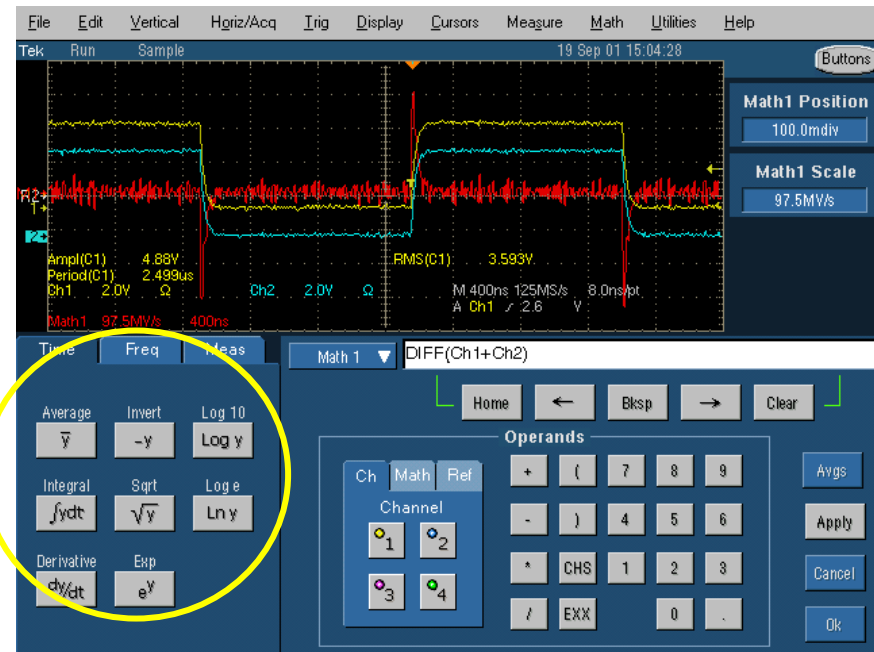 File Edit Vertical Horiz/Acq Trig Display Cursors Measure Math Utilities Help
Tek Run Sample 19 Sep 01 15:04:28
Buttons
Math1 Position
100.0mdiv
Math1 Scale
97.5MV/s
R2
1
2
Ampl(C1) 4.88V RMS(C1) 3.593V
Period(C1) 2.499us
Ch1 2.0V Ω Ch2 2.0V Ω M 400ns 125MS/s 8.0ns/pt
A Ch1 / 2.6 V
Math1 97.5MV/s 400ns
Time Freq Meas
Math 1 DIFF(Ch1+Ch2)
Home ← Bksp → Clear
Operands
Average Invert Log 10
y̅ -y Log y
Integral Sqrt Log e
∫ydt √y Ln y
Derivative Exp
dy/dt eʸ
Ch Math Ref
Channel
1 2
3 4
+ ( 7 8 9
- ) 4 5 6
* CHS 1 2 3
/ EXX 0 .
Avgs
Apply
Cancel
Ok